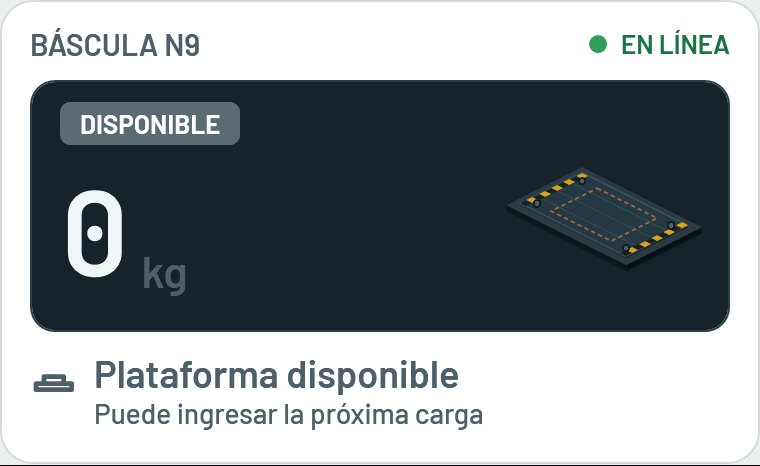 BÁSCULA N9
EN LÍNEA
DISPONIBLE
0 kg
Plataforma disponible
Puede ingresar la próxima carga